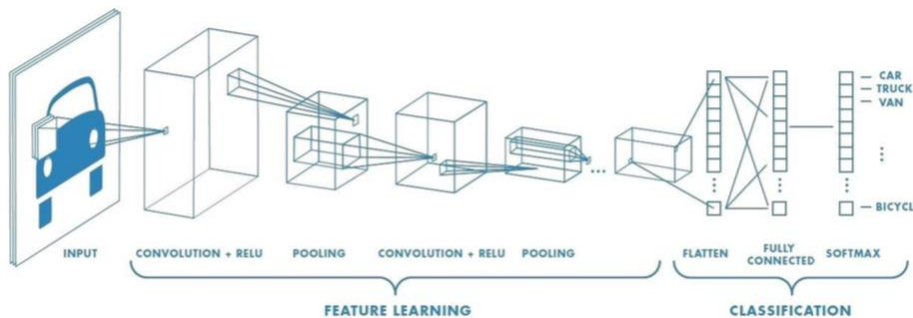 CAR
TRUCK
VAN
BICYCL
INPUT
CONVOLUTION + RELU
POOLING
CONVOLUTION + RELU
POOLING
FLATTEN
FULLY
CONNECTED
SOFTMAX
FEATURE LEARNING
CLASSIFICATION